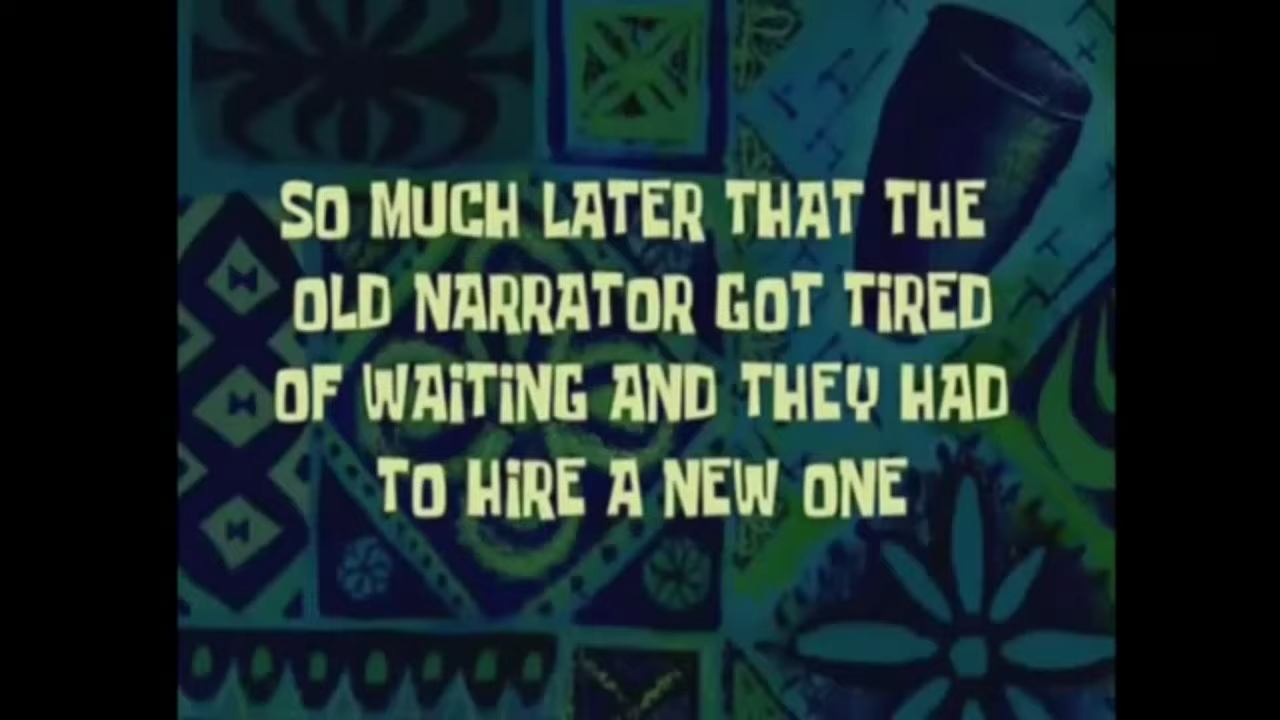 SO MUCH LATER THAT THE
OLD NARRATOR GOT TIRED
OF WAITING AND THEY HAD
TO HIRE A NEW ONE